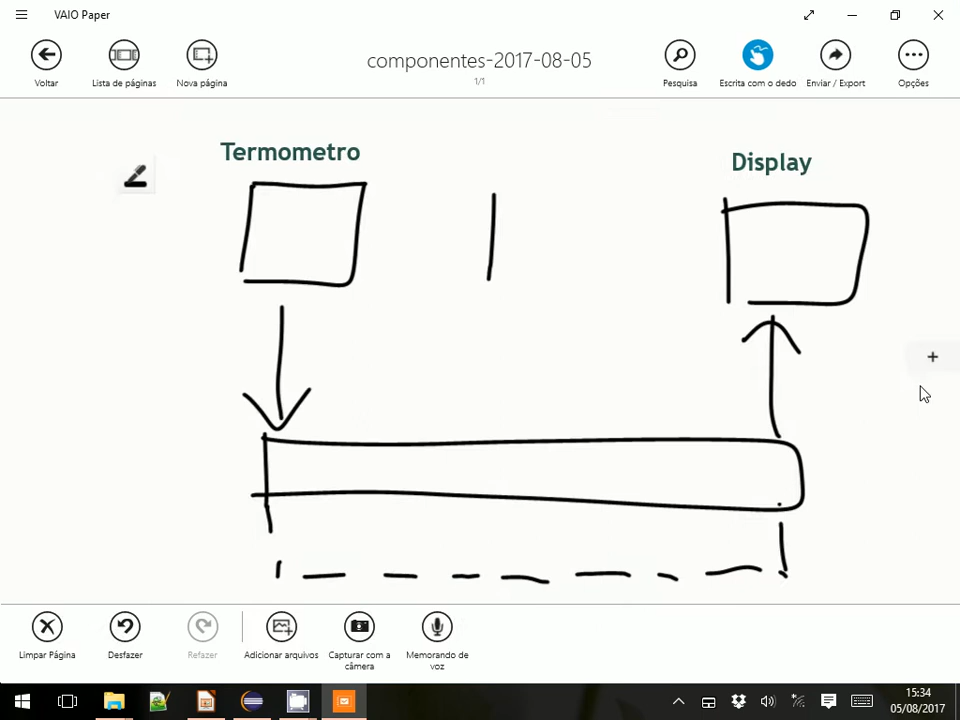 VAIO Paper
Voltar
Lista de páginas
Nova página
componentes-2017-08-05
1/1
Pesquisa
Escrita com o dedo
Enviar / Export
Opções
Termometro
Display
Limpar Página
Desfazer
Refazer
Adicionar arquivos
Capturar com a
câmera
Memorando de
voz
15:34
05/08/2017